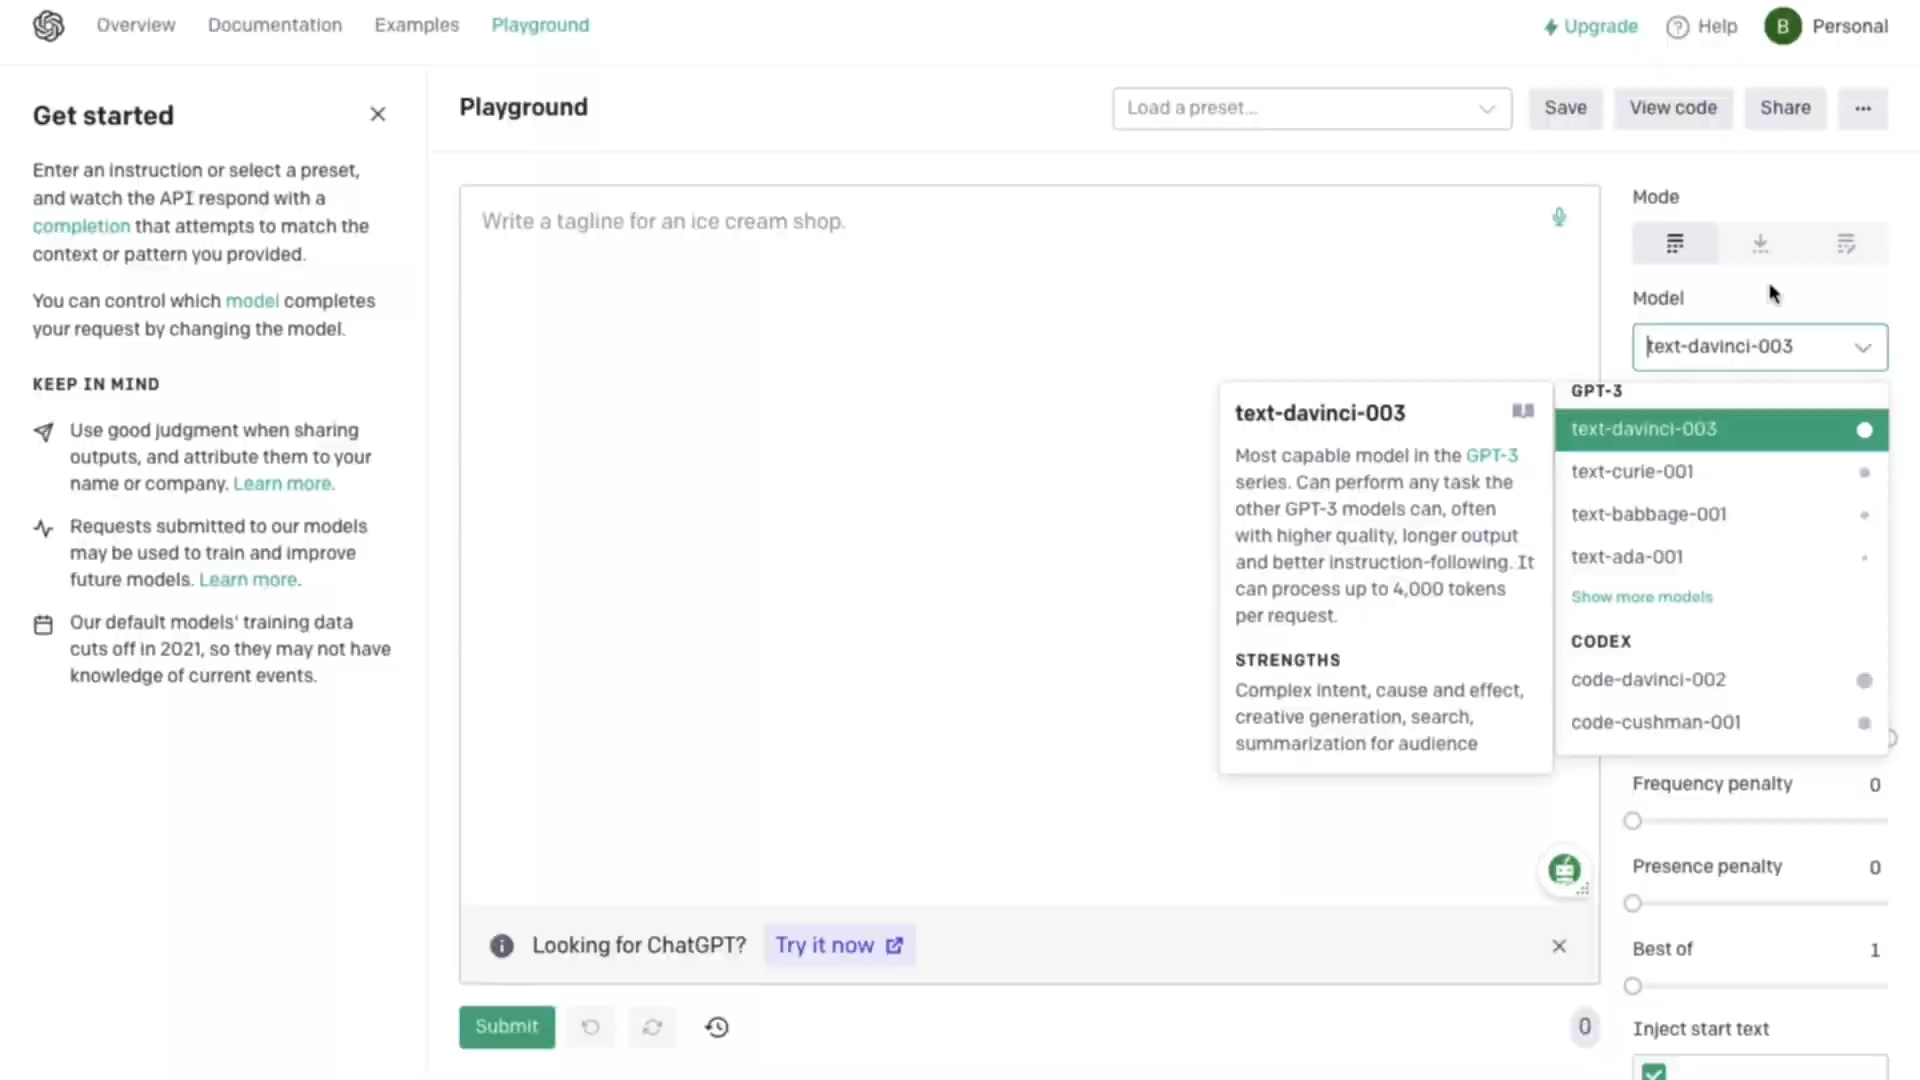 Overview Documentation Examples Playground
Upgrade Help B Personal
Get started
Enter an instruction or select a preset,
and watch the API respond with a
completion that attempts to match the
context or pattern you provided.
You can control which model completes
your request by changing the model.
KEEP IN MIND
Use good judgment when sharing
outputs, and attribute them to your
name or company. Learn more.
Requests submitted to our models
may be used to train and improve
future models. Learn more.
Our default models' training data
cuts off in 2021, so they may not have
knowledge of current events.
Playground
Load a preset...
Save
View code
Share
...
Write a tagline for an ice cream shop.
Mode
Model
text-davinci-003
text-davinci-003
Most capable model in the GPT-3
series. Can perform any task the
other GPT-3 models can, often
with higher quality, longer output
and better instruction-following. It
can process up to 4,000 tokens
per request.
STRENGTHS
Complex intent, cause and effect,
creative generation, search,
summarization for audience
GPT-3
text-davinci-003
text-curie-001
text-babbage-001
text-ada-001
Show more models
CODEX
code-davinci-002
code-cushman-001
Frequency penalty 0
Presence penalty 0
Best of 1
Inject start text
Looking for ChatGPT? Try it now
Submit
0